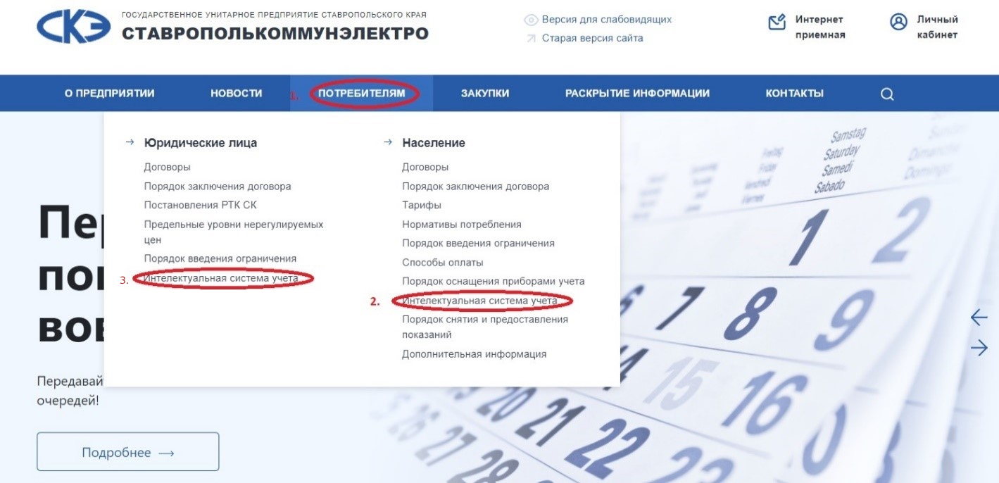 СКЭ
ГОСУДАРСТВЕННОЕ УНИТАРНОЕ ПРЕДПРИЯТИЕ СТАВРОПОЛЬСКОГО КРАЯ
СТАВРОПОЛЬКОММУНЭЛЕКТРО
Версия для слабовидящих
Старая версия сайта
Интернет
приемная
Личный
кабинет
О ПРЕДПРИЯТИИ
НОВОСТИ
1.
ПОТРЕБИТЕЛЯМ
ЗАКУПКИ
РАСКРЫТИЕ ИНФОРМАЦИИ
КОНТАКТЫ
Юридические лица
Договоры
Порядок заключения договора
Постановления РТК СК
Предельные уровни нерегулируемых
цен
Порядок введения ограничения
3. Интелектуальная система учета
Население
Договоры
Порядок заключения договора
Тарифы
Нормативы потребления
Порядок введения ограничения
Способы оплаты
Порядок оснащения приборами учета
2. Интелектуальная система учета
Порядок снятия и предоставления
показаний
Дополнительная информация
Передавай
очередей!
Подробнее →
Samstag
Saturday
Samedi
Sabado
1 2
7 8 9
14 15 16
20 21 22 23
26 27 28